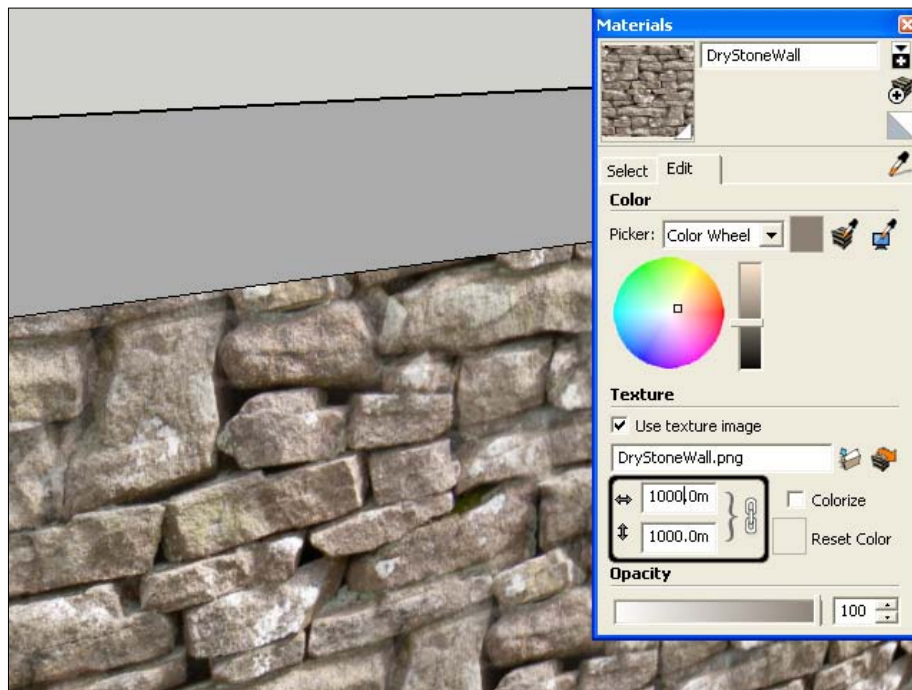 Materials
DryStoneWall
Select Edit
Color
Picker: Color Wheel
Texture
Use texture image
DryStoneWall.png
1000.0m
Colorize
1000.0m
Reset Color
Opacity
100